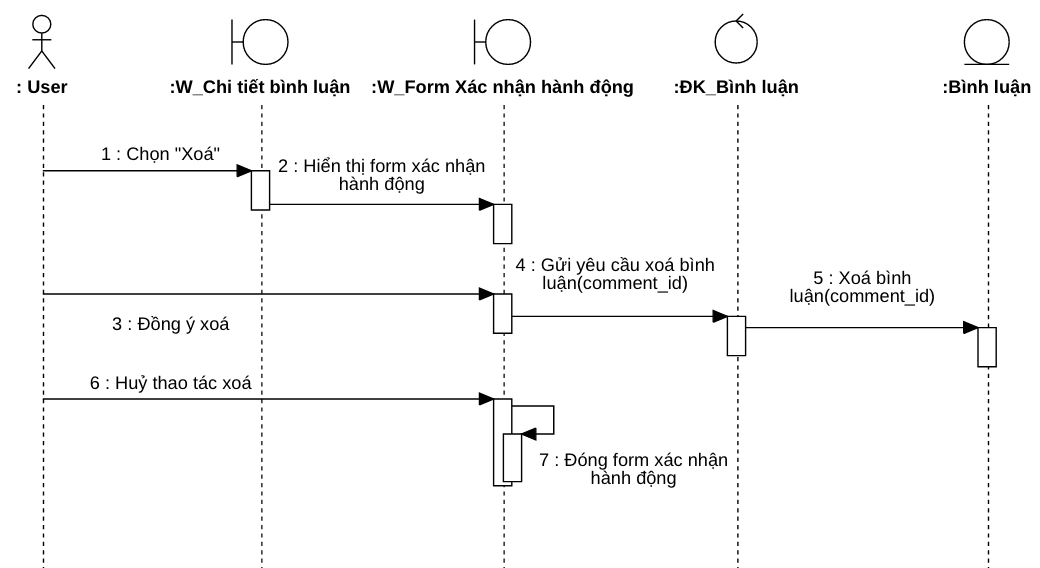 : User
:W_Chi tiết bình luận
:W_Form Xác nhận hành động
:ĐK_Bình luận
:Bình luận
1 : Chọn "Xoá"
2 : Hiển thị form xác nhận
hành động
4 : Gửi yêu cầu xoá bình
luận(comment_id)
5 : Xoá bình
luận(comment_id)
3 : Đồng ý xoá
6 : Huỷ thao tác xoá
7 : Đóng form xác nhận
hành động